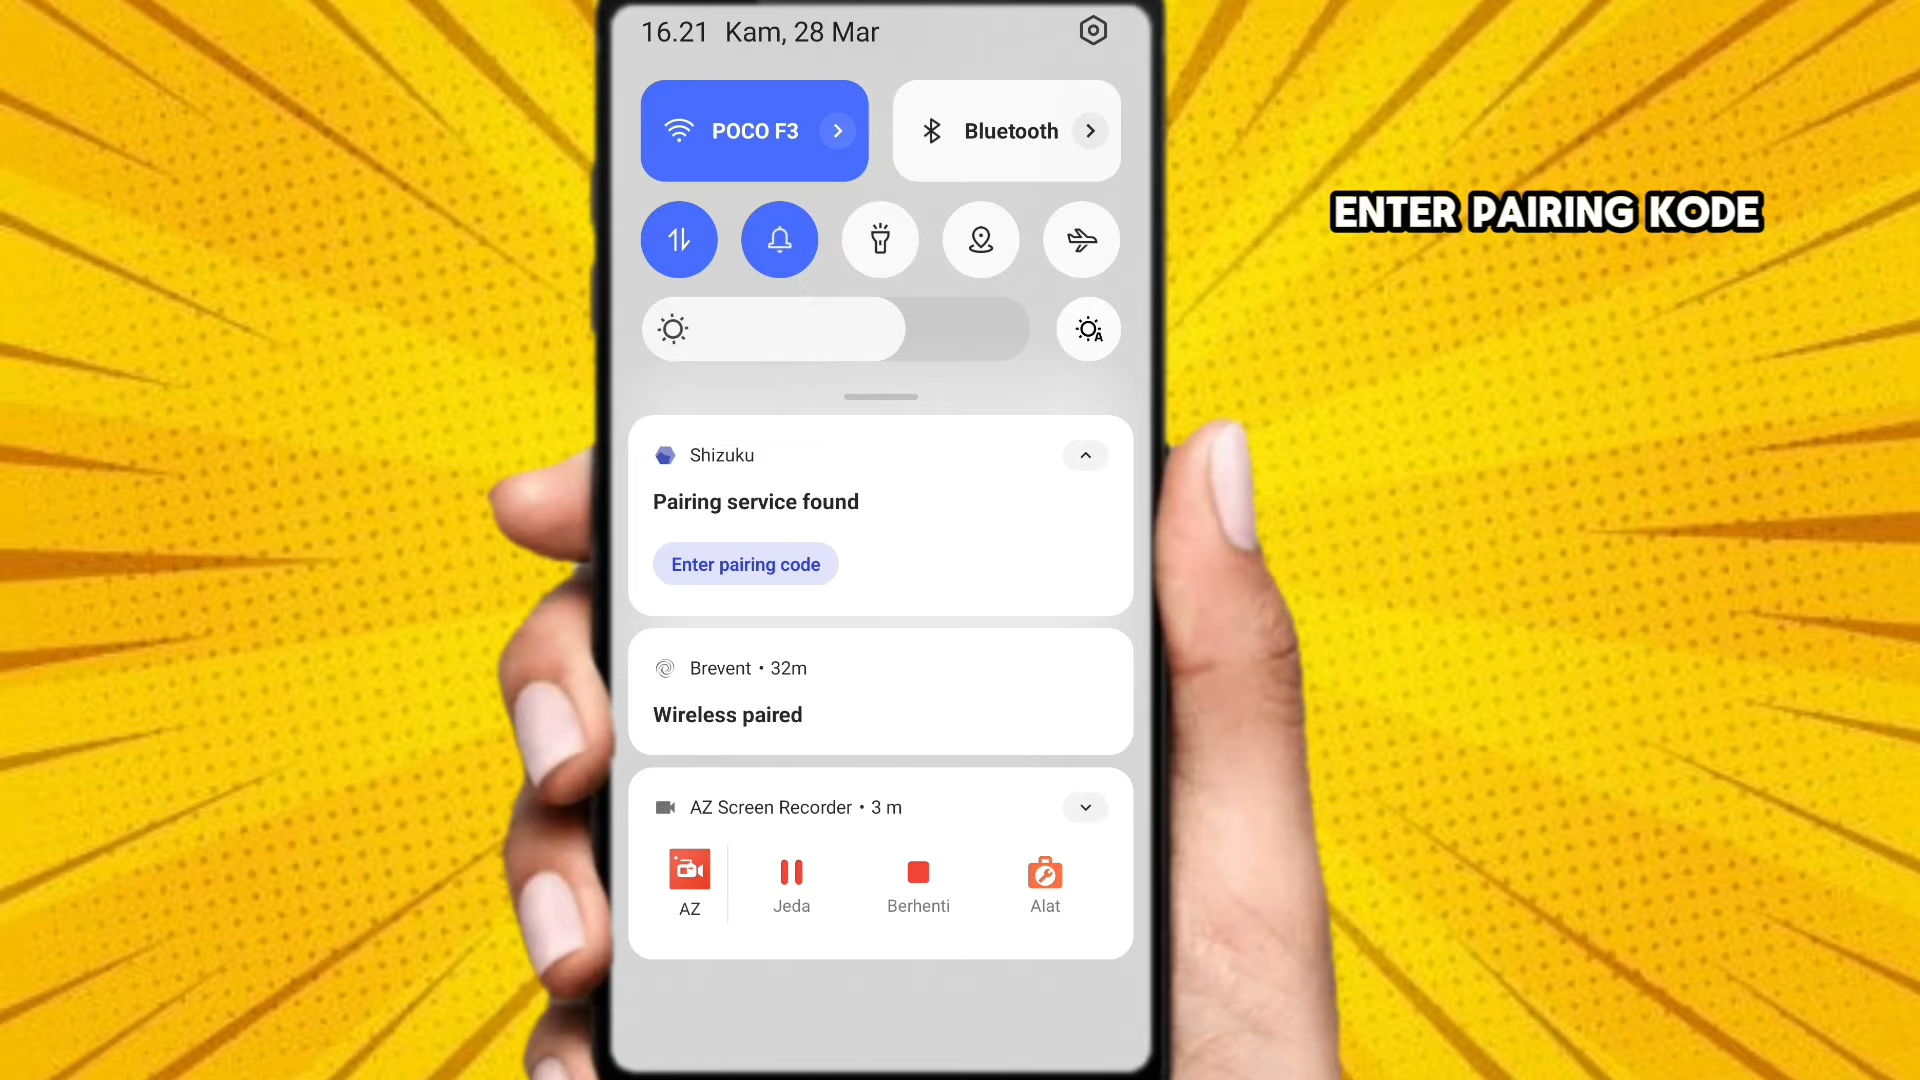 16.21 Kam, 28 Mar
POCO F3
Bluetooth
ENTER PAIRING KODE
A
Shizuku
Pairing service found
Enter pairing code
Brevent • 32m
Wireless paired
AZ Screen Recorder • 3 m
AZ
Jeda
Berhenti
Alat